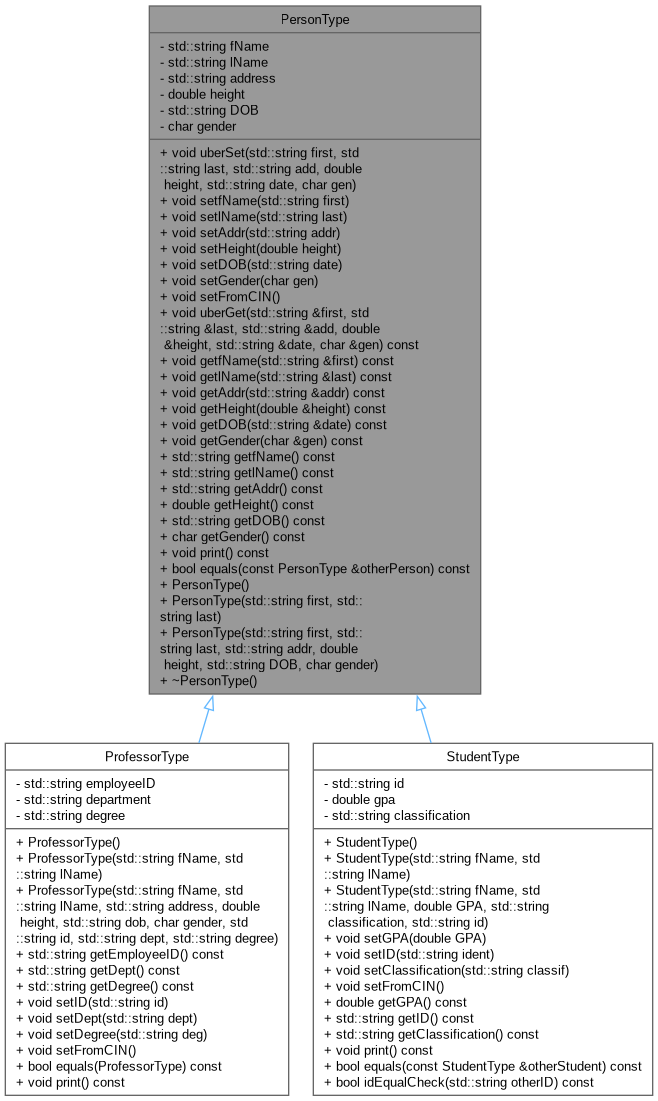 PersonType
- std::string fName
- std::string lName
- std::string address
- double height
- std::string DOB
- char gender
+ void uberSet(std::string first, std
::string last, std::string add, double
height, std::string date, char gen)
+ void setfName(std::string first)
+ void setlName(std::string last)
+ void setAddr(std::string addr)
+ void setHeight(double height)
+ void setDOB(std::string date)
+ void setGender(char gen)
+ void setFromCIN()
+ void uberGet(std::string &first, std
::string &last, std::string &add, double
&height, std::string &date, char &gen) const
+ void getfName(std::string &first) const
+ void getlName(std::string &last) const
+ void getAddr(std::string &addr) const
+ void getHeight(double &height) const
+ void getDOB(std::string &date) const
+ void getGender(char &gen) const
+ std::string getfName() const
+ std::string getlName() const
+ std::string getAddr() const
+ double getHeight() const
+ std::string getDOB() const
+ char getGender() const
+ void print() const
+ bool equals(const PersonType &otherPerson) const
+ PersonType()
+ PersonType(std::string first, std::
string last)
+ PersonType(std::string first, std::
string last, std::string addr, double
height, std::string DOB, char gender)
+ ~PersonType()
ProfessorType
- std::string employeeID
- std::string department
- std::string degree
+ ProfessorType()
+ ProfessorType(std::string fName, std
::string lName)
+ ProfessorType(std::string fName, std
::string lName, std::string address, double
height, std::string dob, char gender, std
::string id, std::string dept, std::string degree)
+ std::string getEmployeeID() const
+ std::string getDept() const
+ std::string getDegree() const
+ void setID(std::string id)
+ void setDept(std::string dept)
+ void setDegree(std::string deg)
+ void setFromCIN()
+ bool equals(ProfessorType) const
+ void print() const
StudentType
- std::string id
- double gpa
- std::string classification
+ StudentType()
+ StudentType(std::string fName, std
::string lName)
+ StudentType(std::string fName, std
::string lName, double GPA, std::string
classification, std::string id)
+ void setGPA(double GPA)
+ void setID(std::string ident)
+ void setClassification(std::string classif)
+ void setFromCIN()
+ double getGPA() const
+ std::string getID() const
+ std::string getClassification() const
+ void print() const
+ bool equals(const StudentType &otherStudent) const
+ bool idEqualCheck(std::string otherID) const